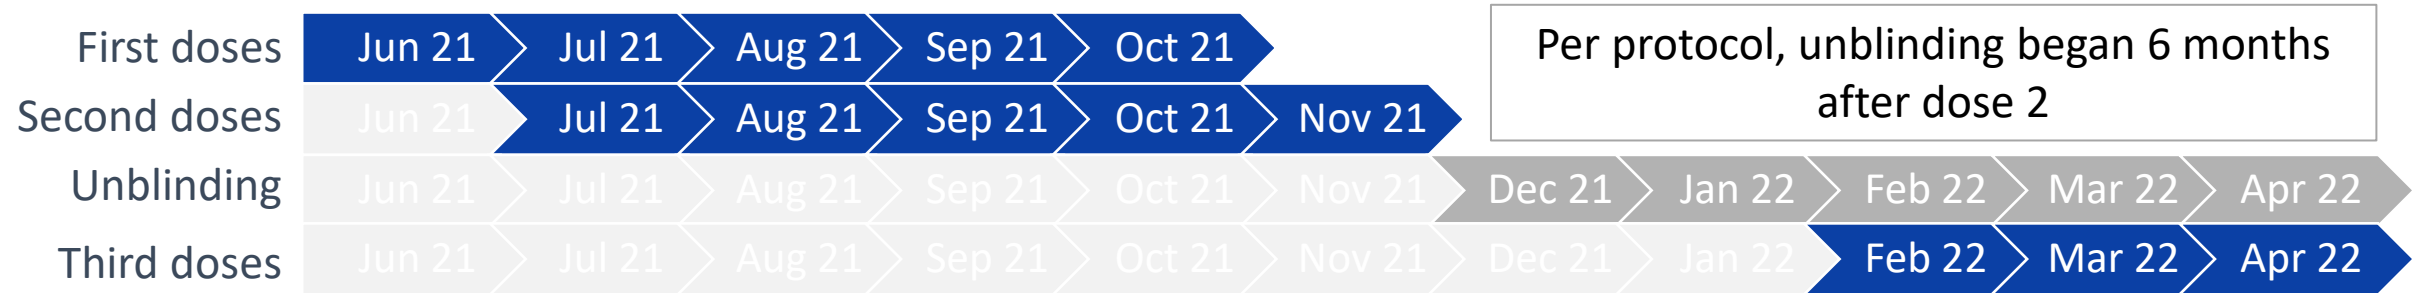 First doses Jun 21 Jul 21 Aug 21 Sep 21 Oct 21
Per protocol, unblinding began 6 months
after dose 2
Second doses Jun 21 Jul 21 Aug 21 Sep 21 Oct 21 Nov 21
Unblinding Jun 21 Jul 21 Aug 21 Sep 21 Oct 21 Nov 21 Dec 21 Jan 22 Feb 22 Mar 22 Apr 22
Third doses Jun 21 Jul 21 Aug 21 Sep 21 Oct 21 Nov 21 Dec 21 Jan 22 Feb 22 Mar 22 Apr 22